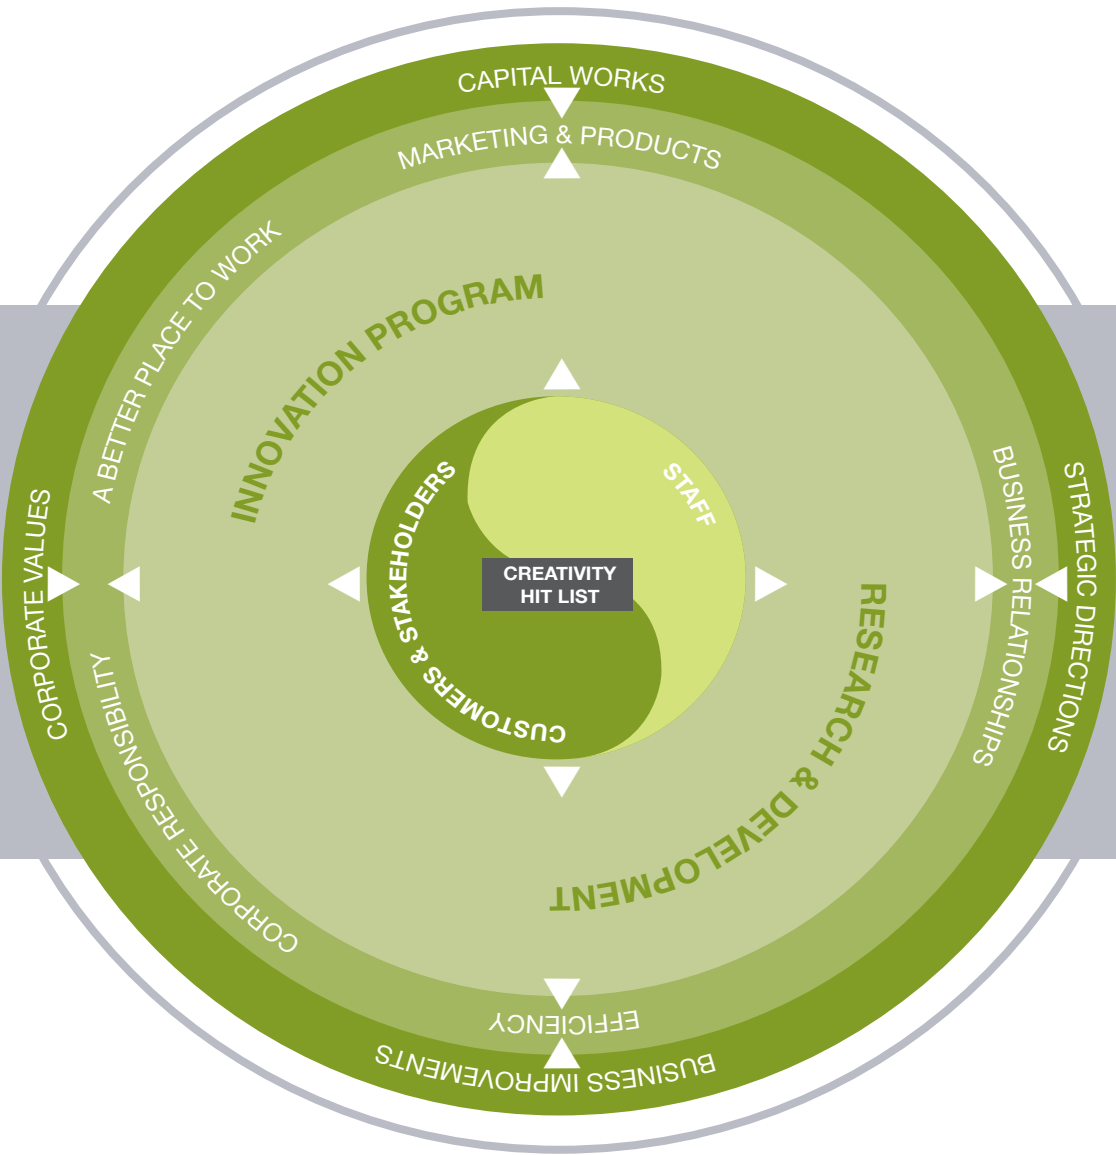 CAPITAL WORKS
MARKETING & PRODUCTS
A BETTER PLACE TO WORK
INNOVATION PROGRAM
CORPORATE VALUES
CUSTOMERS & STAKEHOLDERS
STAFF
CREATIVITY
HIT LIST
BUSINESS RELATIONSHIPS
STRATEGIC DIRECTIONS
RESEARCH & DEVELOPMENT
CORPORATE RESPONSIBILITY
EFFICIENCY
BUSINESS IMPROVEMENTS